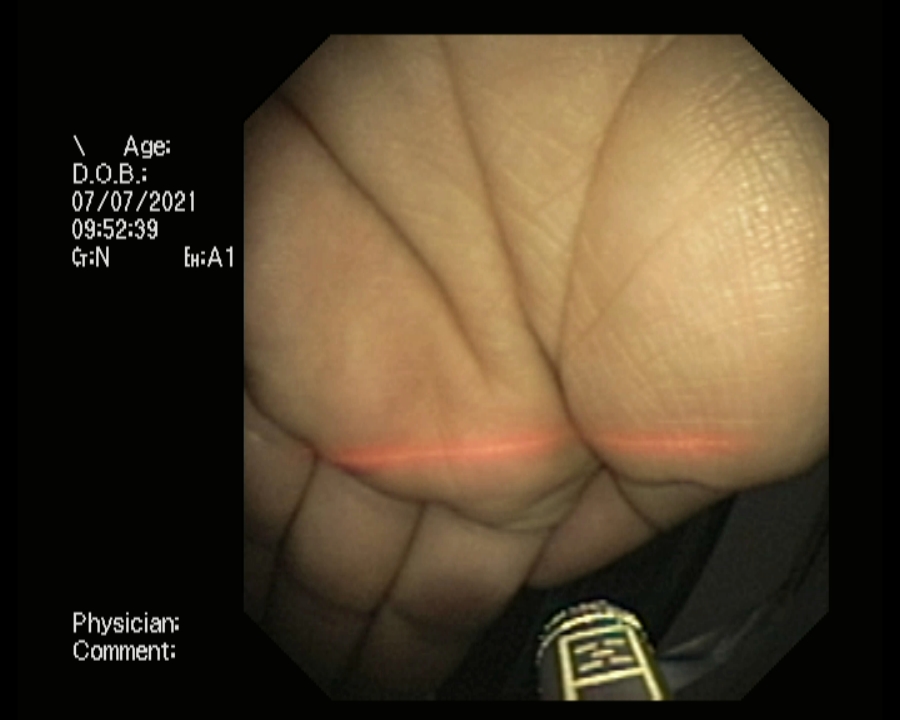 \ Age:
D.O.B.:
07/07/2021
09:52:39
Cr:N EH:A1
Physician:
Comment: